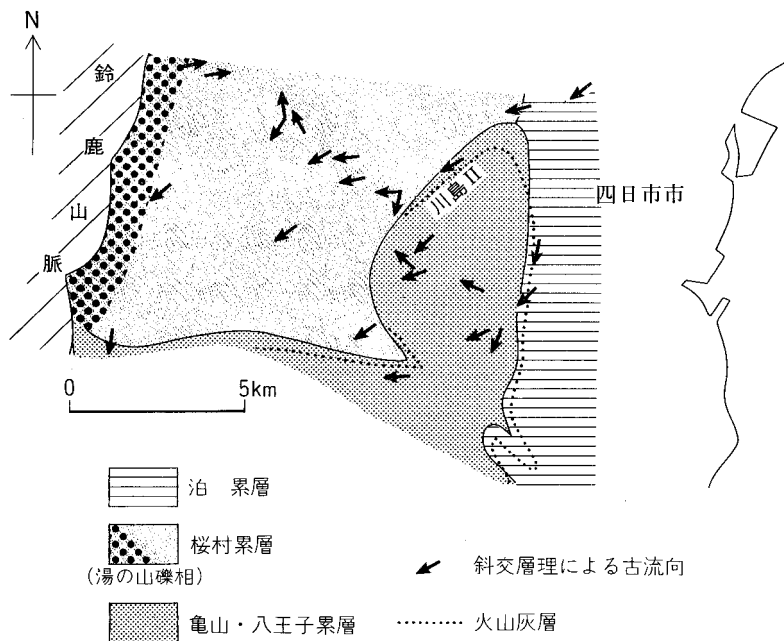 N
鈴
鹿
山
脈
川島Ⅱ
四日市市
0 5km
泊 累層
桜村累層
(湯の山礫相)
斜交層理による古流向
亀山・八王子累層
火山灰層